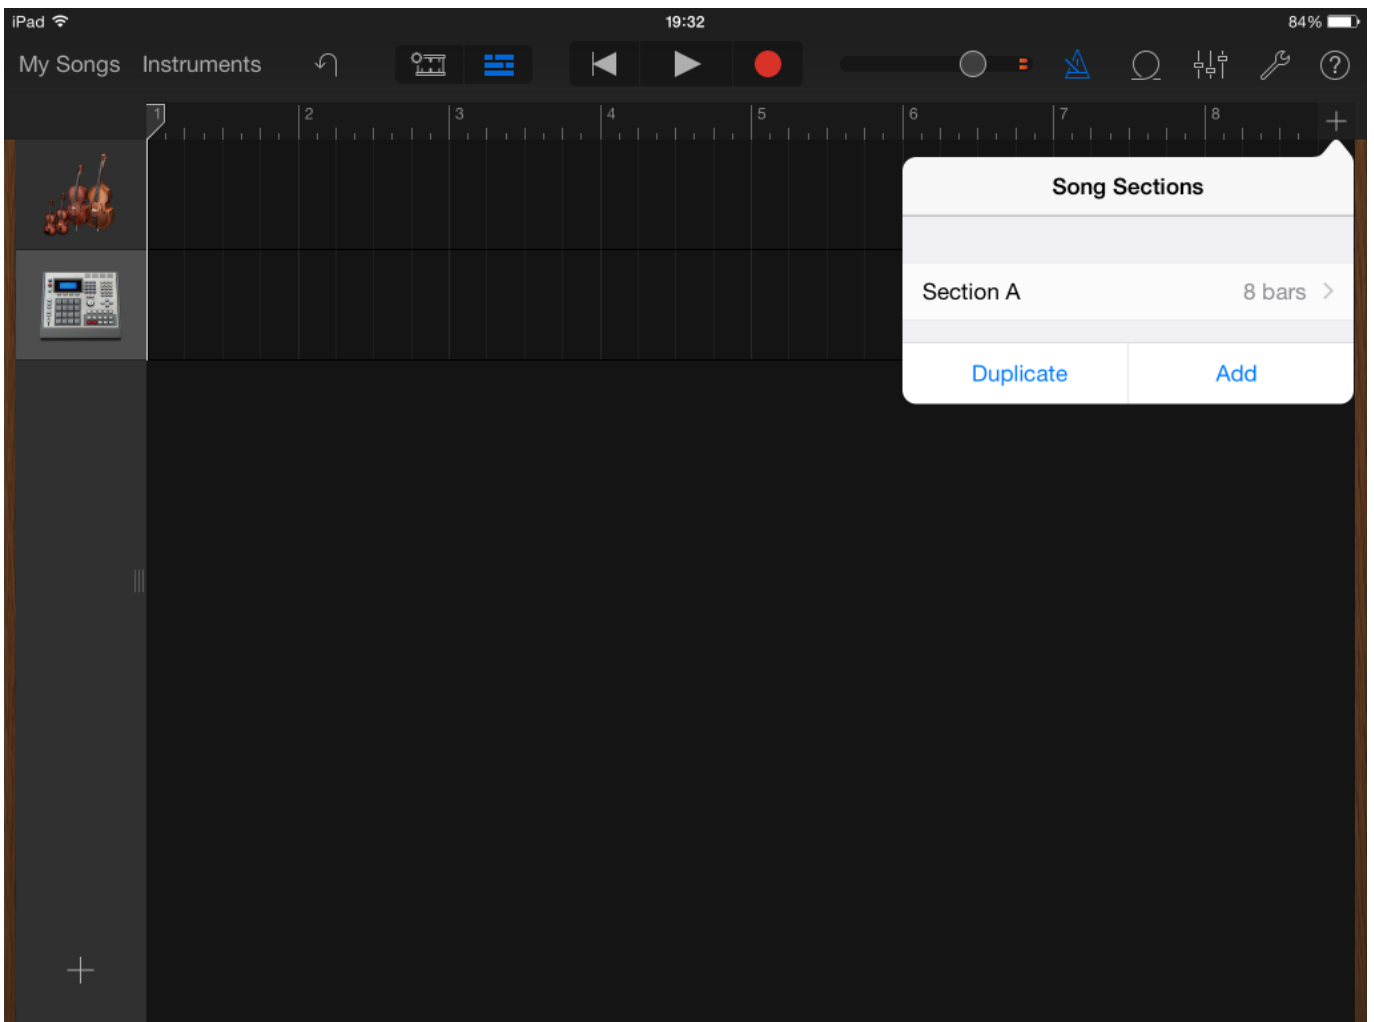 iPad 19:32 84%
My Songs Instruments
1 2 3 4 5 6 7 8
Song Sections
Section A 8 bars
Duplicate Add